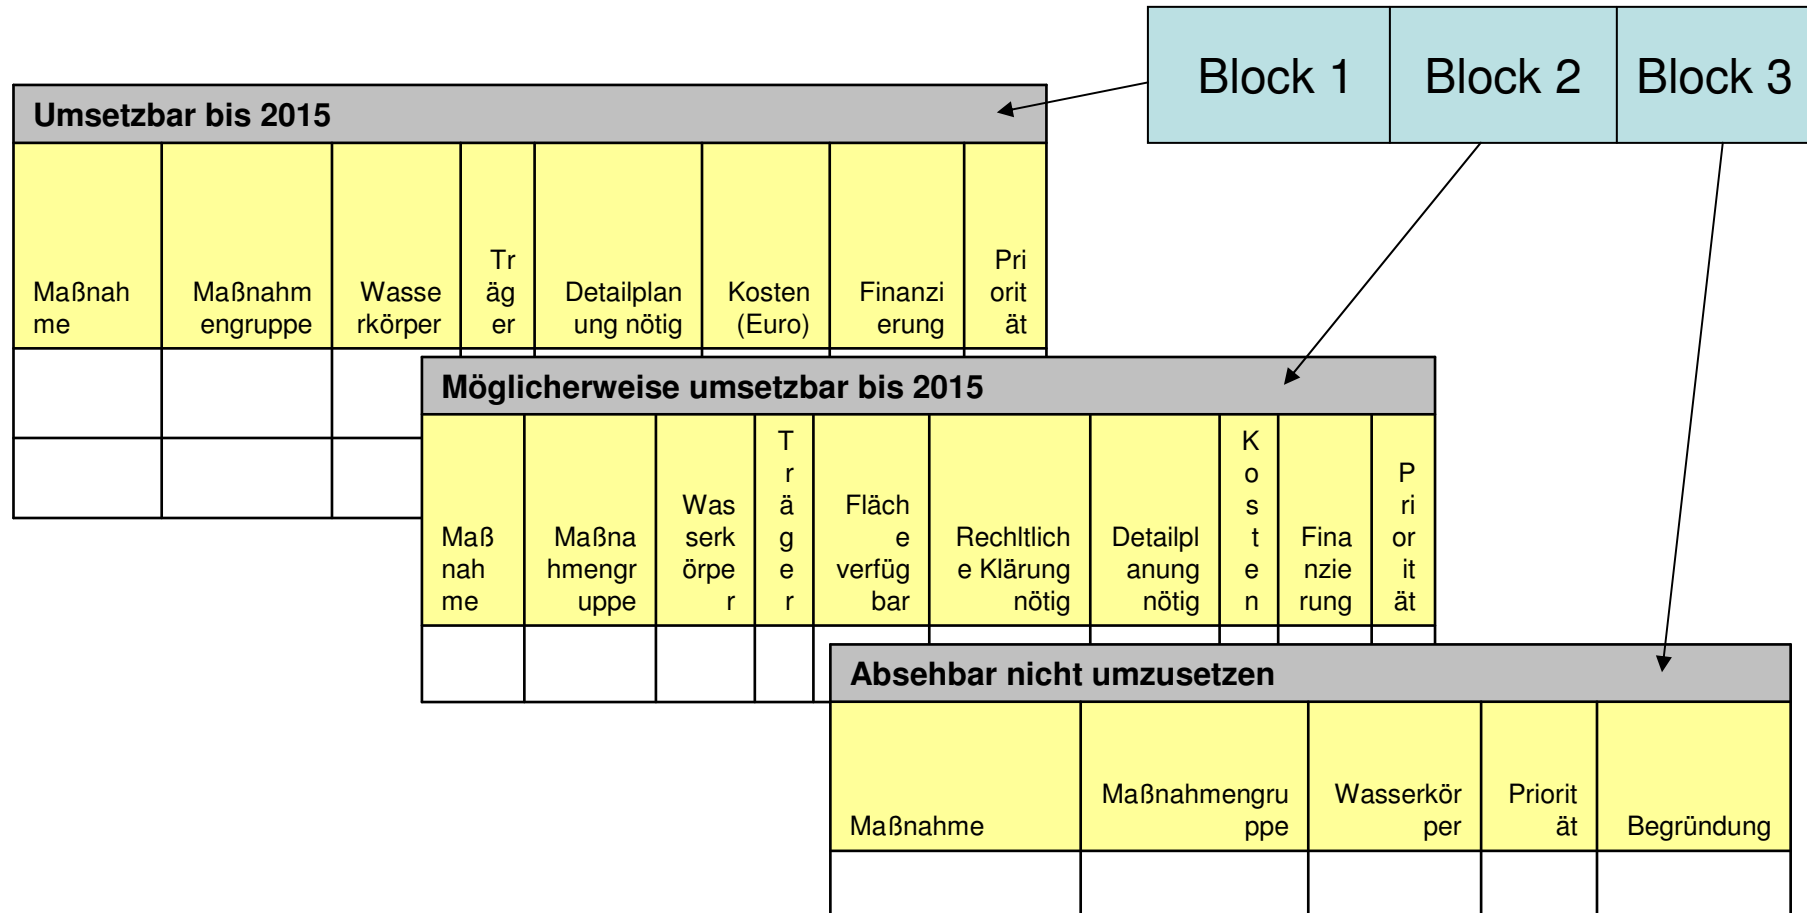 Block 1
Block 2
Block 3
Umsetzbar bis 2015
Maßnah
me
Maßnahm
engruppe
Wasse
rkörper
Tr
äg
er
Detailplan
ung nötig
Kosten
(Euro)
Finanzi
erung
Pri
orit
ät
Möglicherweise umsetzbar bis 2015
Maß
nah
me
Maßna
hmengr
uppe
Was
serk
örpe
r
T
r
ä
g
e
r
Fläch
e
verfüg
bar
Rechltlich
e Klärung
nötig
Detailpl
anung
nötig
K
o
s
t
e
n
Fina
nzie
rung
P
ri
or
it
ät
Absehbar nicht umzusetzen
Maßnahme
Maßnahmengru
ppe
Wasserkör
per
Priorit
ät
Begründung